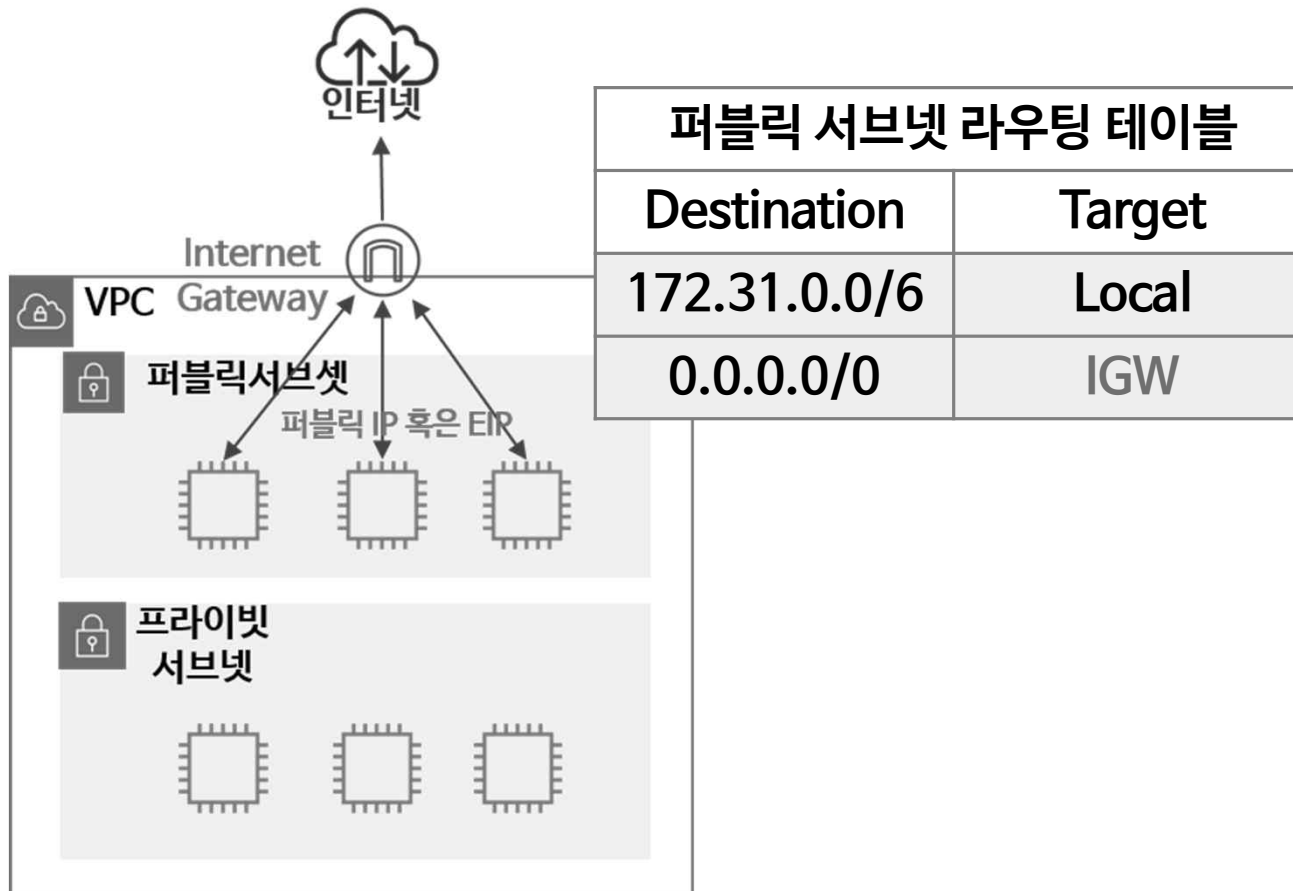 인터넷
Internet
Gateway
VPC
퍼블릭서브셋
퍼블릭 IP 혹은 EIP
프라이빗
서브넷
퍼블릭 서브넷 라우팅 테이블
Destination Target
172.31.0.0/6 Local
0.0.0.0/0 IGW